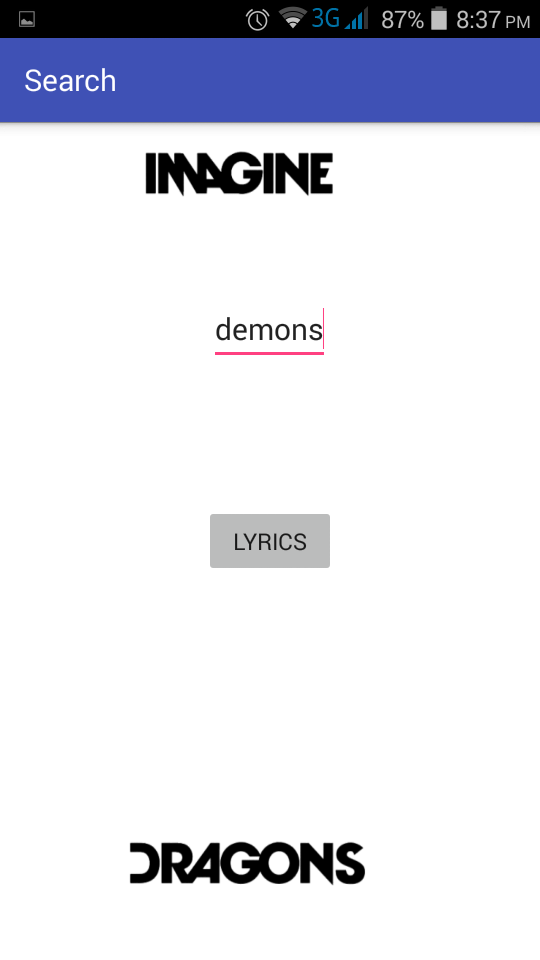 3G 87% 8:37 PM
Search
IMAGINE
demons
LYRICS
DRAGONS